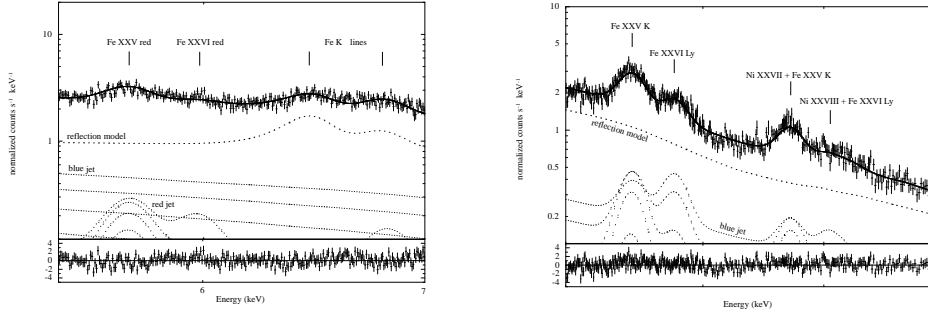 Fe XXV red
Fe XXVI red
Fe K lines
10
1
normalized counts s⁻¹ keV⁻¹
reflection model
blue jet
red jet
4
2
0
-2
-4
6
7
Energy (keV)
Fe XXV K
Fe XXVI Ly
Ni XXVII + Fe XXV K
Ni XXVIII + Fe XXVI Ly
10
5
2
1
0.5
0.2
normalized counts s⁻¹ keV⁻¹
reflection model
blue jet
4
2
0
-2
-4
Energy (keV)